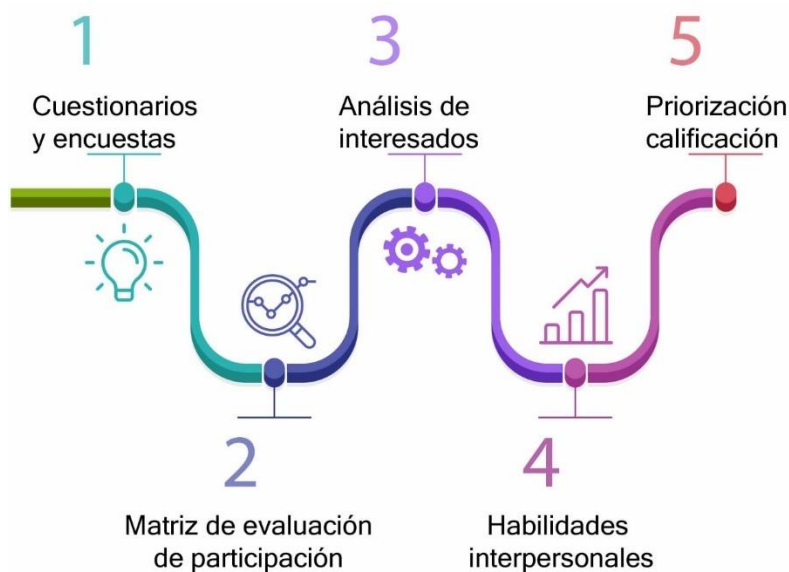 1
Cuestionarios
y encuestas
2
Matriz de evaluación
de participación
3
Análisis de
interesados
4
Habilidades
interpersonales
5
Priorización
calificación